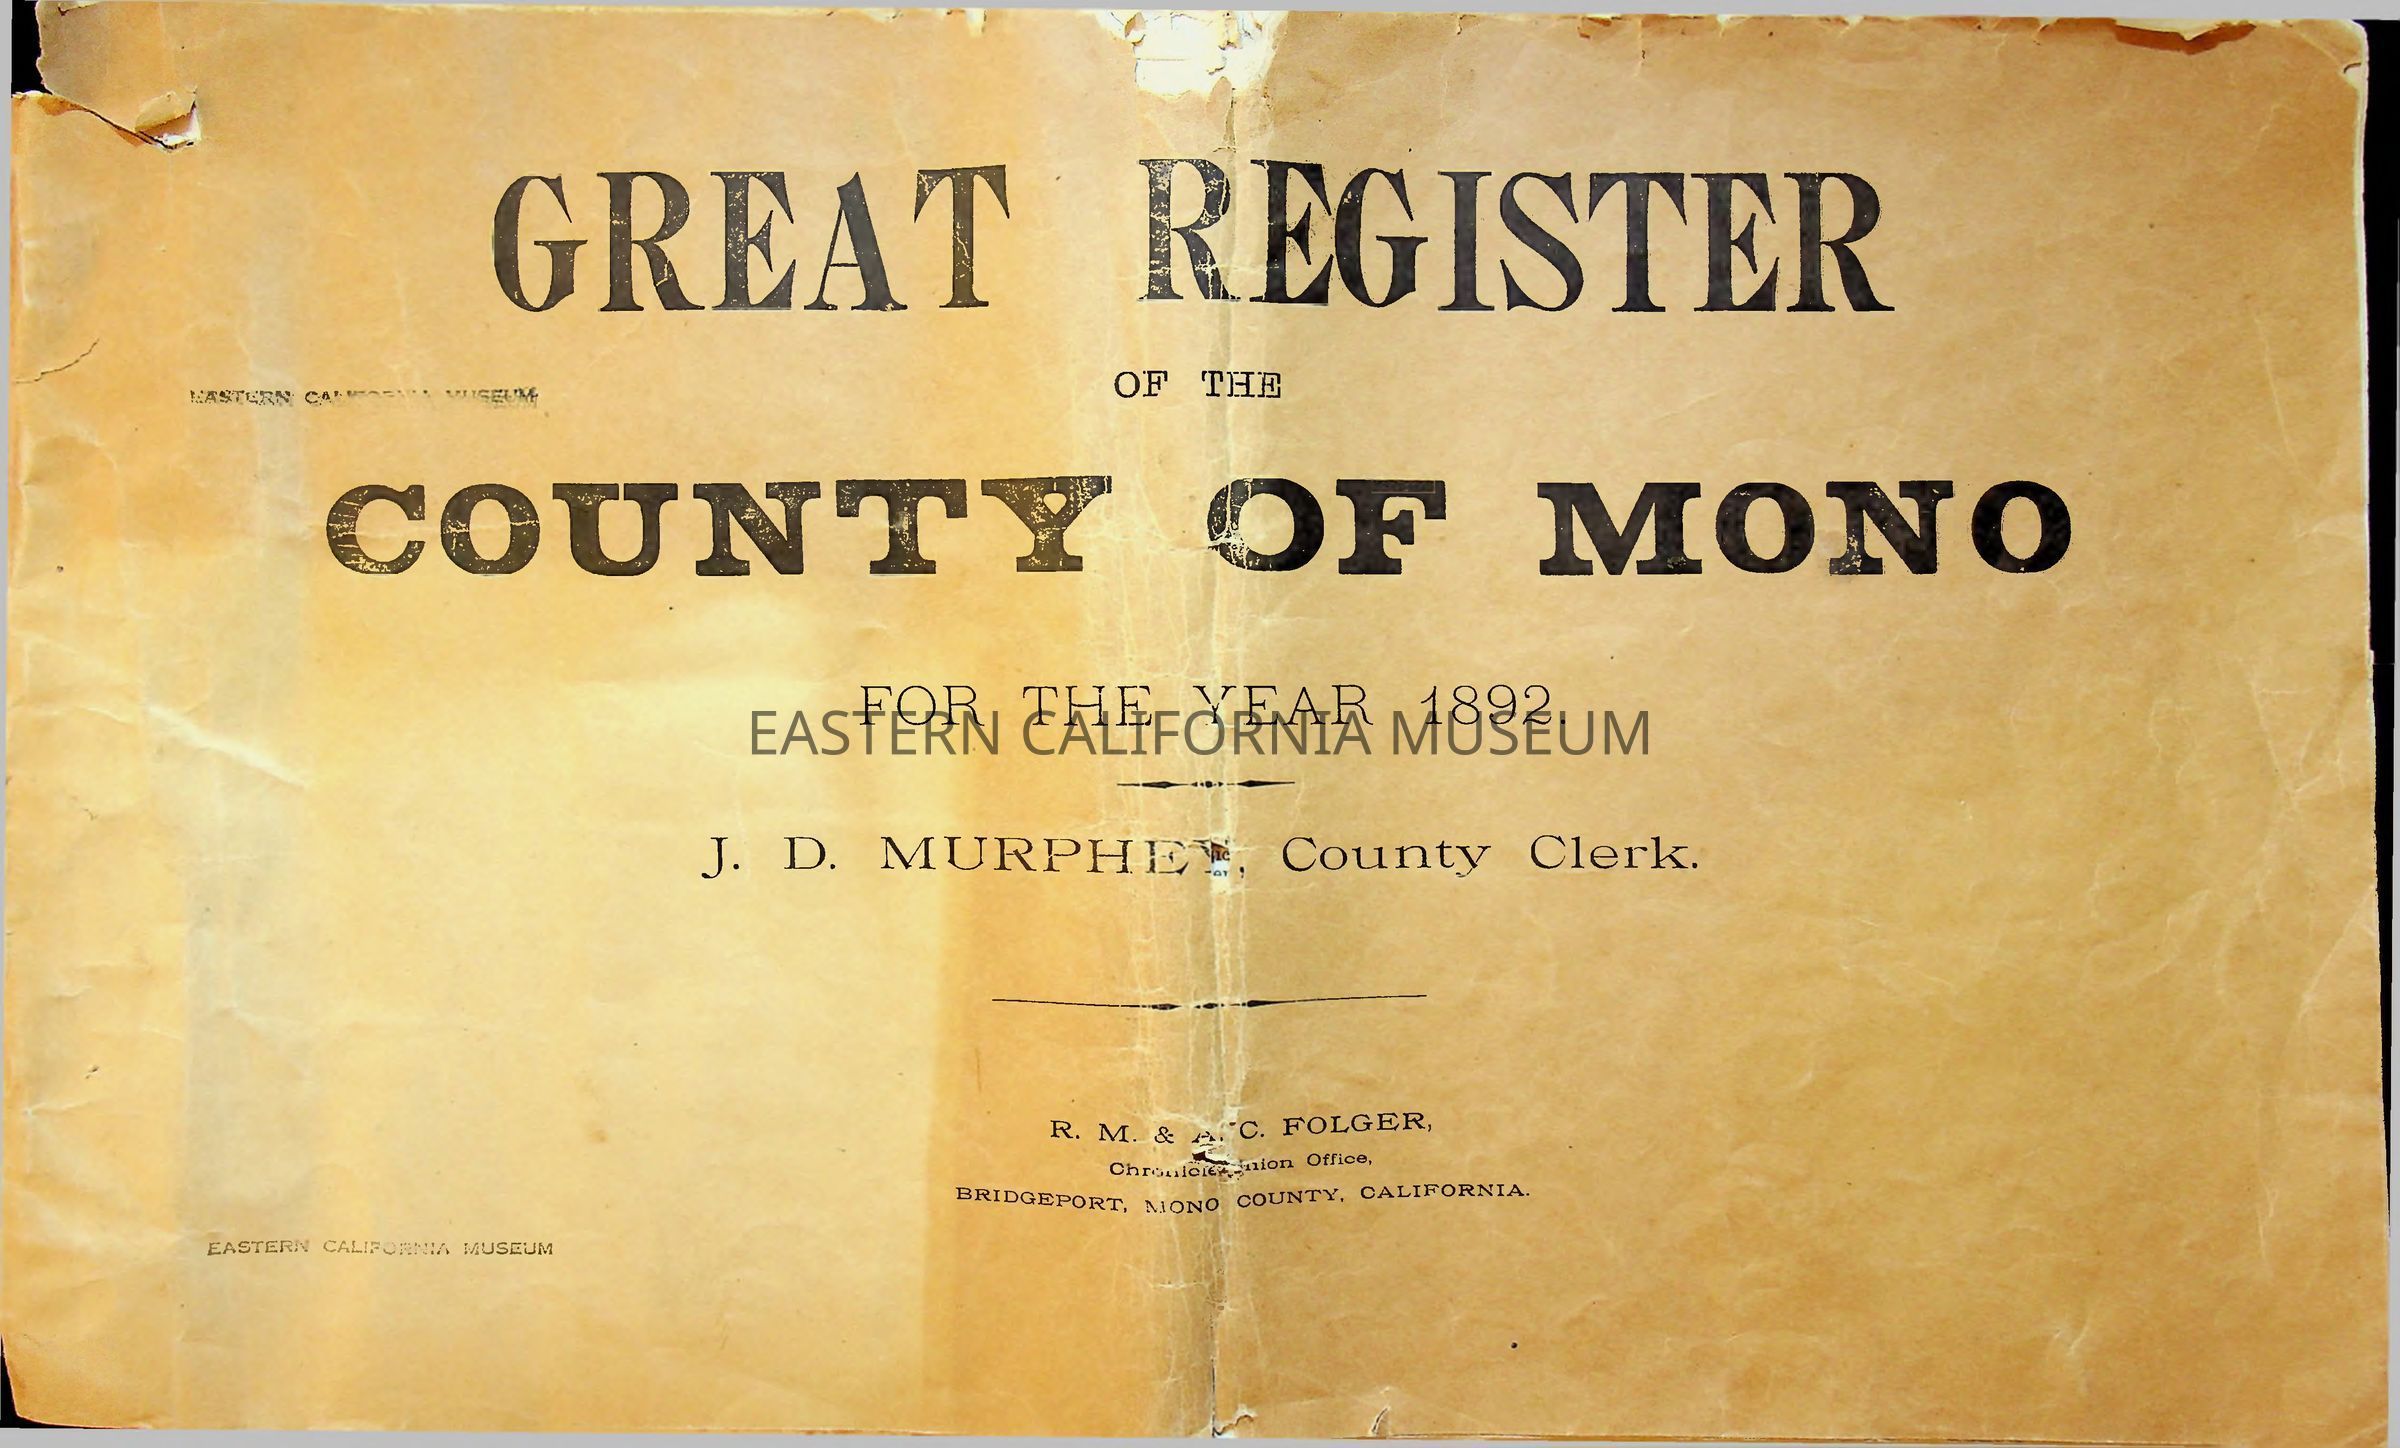 GREAT REGISTER
OF THE
EASTERN CALIFORNIA MUSEUM
COUNTY OF MONO
FOR THE YEAR 1892.
EASTERN CALIFORNIA MUSEUM
J. D. MURPHEY, County Clerk.
R. M. & A. C. FOLGER,
Office,
BRIDGEPORT, MONO COUNTY, CALIFORNIA.
EASTERN CALIFORNIA MUSEUM